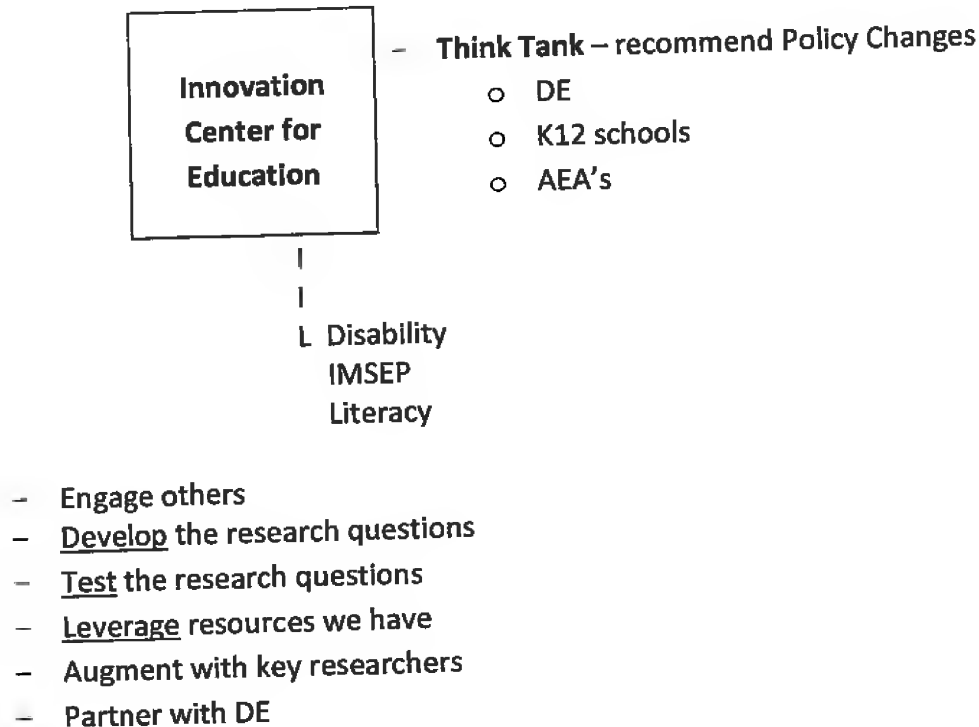 Innovation
Center for
Education
– Think Tank – recommend Policy Changes
o DE
o K12 schools
o AEA's
L Disability
IMSEP
Literacy
– Engage others
– Develop the research questions
– Test the research questions
– Leverage resources we have
– Augment with key researchers
– Partner with DE